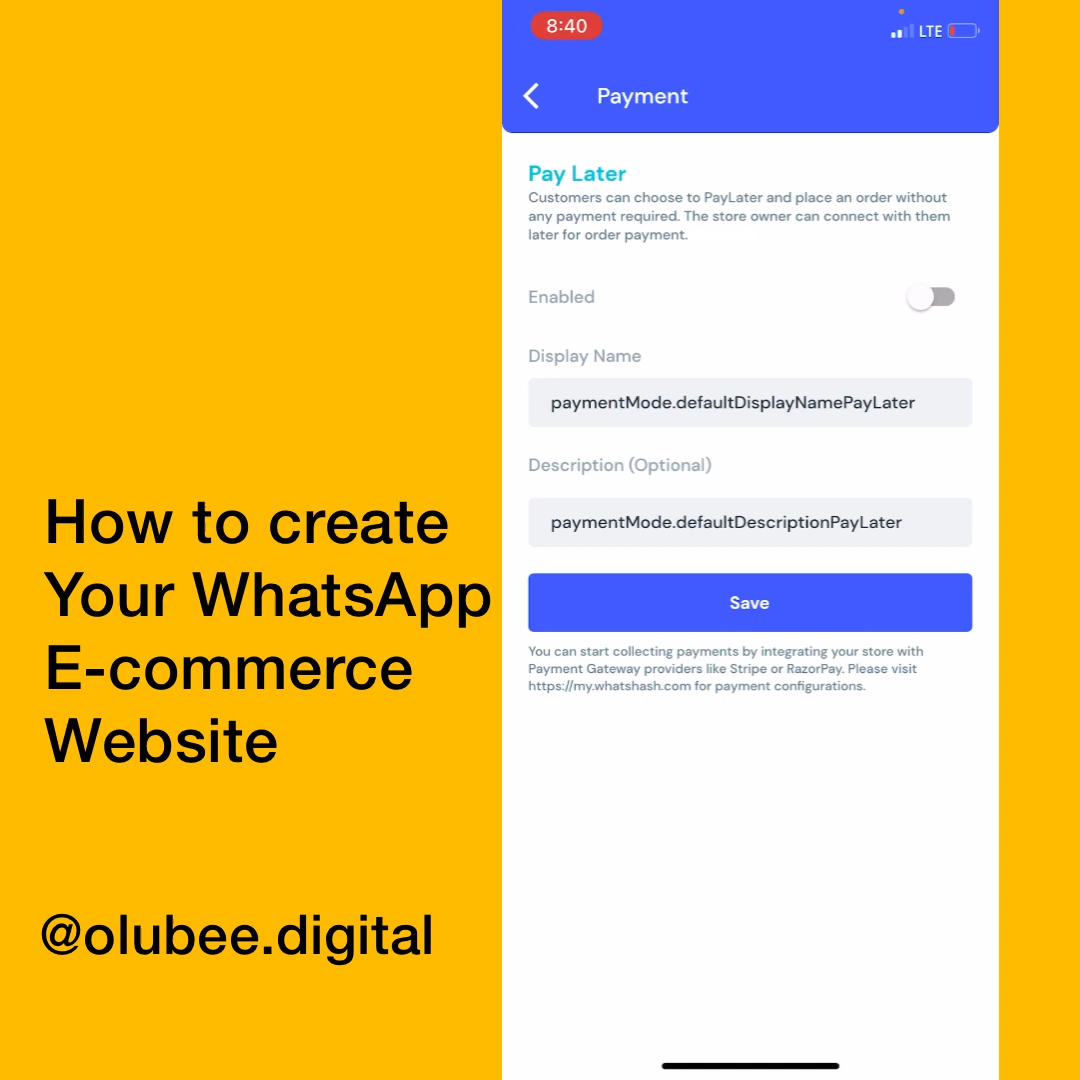 How to create
Your WhatsApp
E-commerce
Website
@olubee.digital
8:40
LTE
Payment
Pay Later
Customers can choose to PayLater and place an order without
any payment required. The store owner can connect with them
later for order payment.
Enabled
Display Name
paymentMode.defaultDisplayNamePayLater
Description (Optional)
paymentMode.defaultDescriptionPayLater
Save
You can start collecting payments by integrating your store with
Payment Gateway providers like Stripe or RazorPay. Please visit
https://my.whatshash.com for payment configurations.